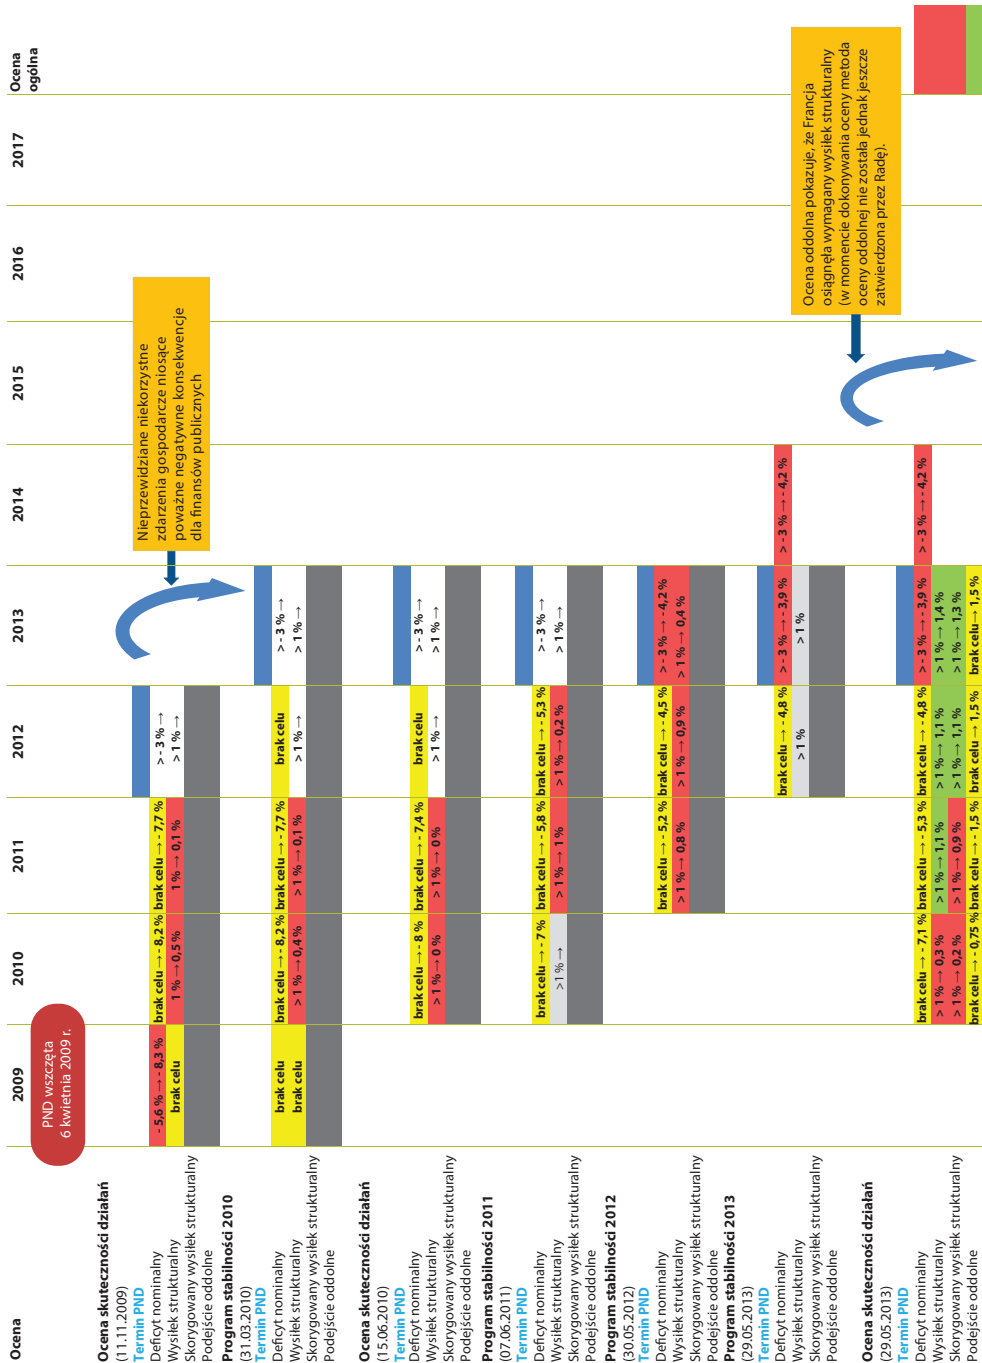 Ocena 2009 2010 2011 2012 2013 2014 2015 2016 2017 Ocena
ogólna
PND wszczęta
6 kwietnia 2009 r.
Ocena skuteczności działań
(11.11.2009)
Termin PND
Deficyt nominalny - 5,6 % → - 8,3 % brak celu → - 8,2 % brak celu → - 7,7 % > - 3 % →
Wysiłek strukturalny brak celu 1 % → 0,5 % 1 % → 0,1 % > 1 % →
Skorygowany wysiłek strukturalny
Podejście oddolne
Nieprzewidziane niekorzystne
zdarzenia gospodarcze niosące
poważne negatywne konsekwencje
dla finansów publicznych
Program stabilności 2010
(31.03.2010)
Termin PND
Deficyt nominalny brak celu brak celu → - 8,2 % brak celu → - 7,7 % brak celu > - 3 % →
Wysiłek strukturalny brak celu > 1 % → 0,4 % > 1 % → 0,1 % > 1 % → > 1 % →
Skorygowany wysiłek strukturalny
Podejście oddolne
Ocena skuteczności działań
(15.06.2010)
Termin PND
Deficyt nominalny brak celu → - 8 % brak celu → - 7,4 % brak celu > - 3 % →
Wysiłek strukturalny > 1 % → 0 % > 1 % → 0 % > 1 % → > 1 % →
Skorygowany wysiłek strukturalny
Podejście oddolne
Program stabilności 2011
(07.06.2011)
Termin PND
Deficyt nominalny brak celu → - 7 % brak celu → - 5,8 % brak celu → - 5,3 % > - 3 % →
Wysiłek strukturalny >1 % → > 1 % → 1 % > 1 % → 0,2 % > 1 % →
Skorygowany wysiłek strukturalny
Podejście oddolne
Program stabilności 2012
(30.05.2012)
Termin PND
Deficyt nominalny brak celu → - 5,2 % brak celu → - 4,5 % > - 3 % → - 4,2 %
Wysiłek strukturalny > 1 % → 0,8 % > 1 % → 0,9 % > 1 % → 0,4 %
Skorygowany wysiłek strukturalny
Podejście oddolne
Program stabilności 2013
(29.05.2013)
Termin PND
Deficyt nominalny brak celu → - 4,8 % > - 3 % → - 3,9 % > - 3 % → - 4,2 %
Wysiłek strukturalny > 1 % > 1 %
Skorygowany wysiłek strukturalny
Podejście oddolne
Ocena oddolna pokazuje, że Francja
osiągnęła wymagany wysiłek strukturalny
(w momencie dokonywania oceny metoda
oceny oddolnej nie została jednak jeszcze
zatwierdzona przez Radę).
Ocena skuteczności działań
(29.05.2013)
Termin PND
Deficyt nominalny brak celu → - 7,1 % brak celu → - 5,3 % brak celu → - 4,8 % > - 3 % → - 3,9 % > - 3 % → - 4,2 %
Wysiłek strukturalny > 1 % → 0,3 % > 1 % → 1,1 % > 1 % → 1,1 % > 1 % → 1,4 %
Skorygowany wysiłek strukturalny > 1 % → 0,2 % > 1 % → 0,9 % > 1 % → 1,1 % > 1 % → 1,3 %
Podejście oddolne brak celu → - 0,75 % brak celu → - 1,5 % brak celu → 1,5 % brak celu → 1,5 %